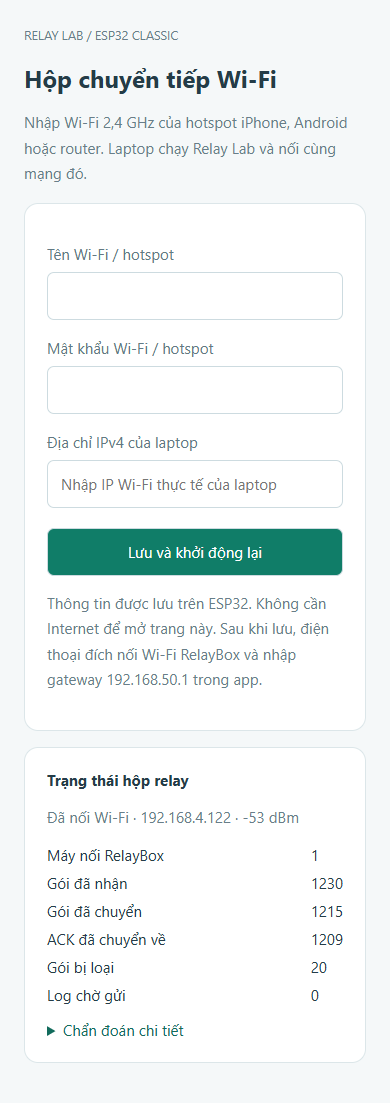 RELAY LAB / ESP32 CLASSIC
Hộp chuyển tiếp Wi-Fi
Nhập Wi-Fi 2,4 GHz của hotspot iPhone, Android
hoặc router. Laptop chạy Relay Lab và nối cùng
mạng đó.
Tên Wi-Fi / hotspot
Mật khẩu Wi-Fi / hotspot
Địa chỉ IPv4 của laptop
Nhập IP Wi-Fi thực tế của laptop
Lưu và khởi động lại
Thông tin được lưu trên ESP32. Không cần
Internet để mở trang này. Sau khi lưu, điện
thoại đích nối Wi-Fi RelayBox và nhập
gateway 192.168.50.1 trong app.
Trạng thái hộp relay
Đã nối Wi-Fi · 192.168.4.122 · -53 dBm
Máy nối RelayBox 1
Gói đã nhận 1230
Gói đã chuyển 1215
ACK đã chuyển về 1209
Gói bị loại 20
Log chờ gửi 0
▶ Chẩn đoán chi tiết